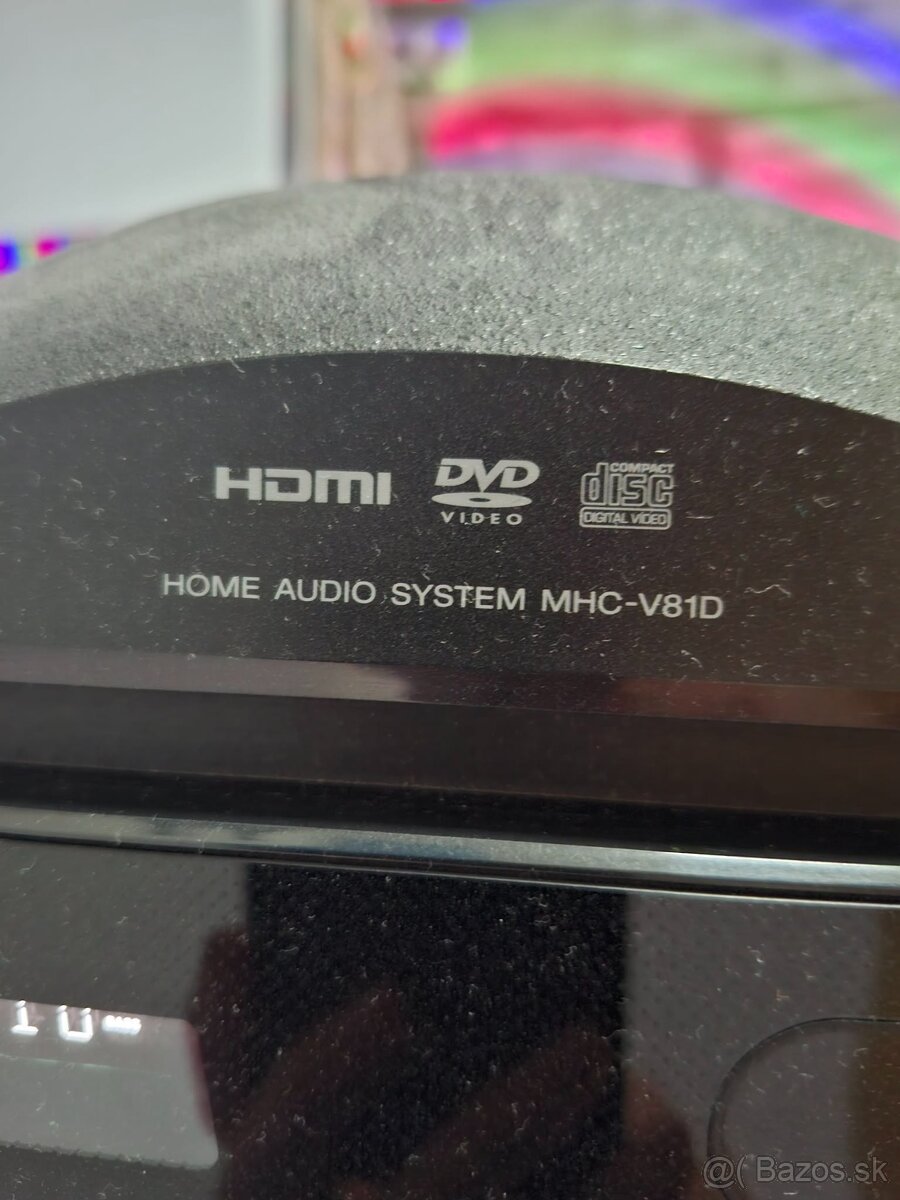 HDMI DVD VIDEO COMPACT disc DIGITAL VIDEO
HOME AUDIO SYSTEM MHC-V81D
@( Bazos.sk